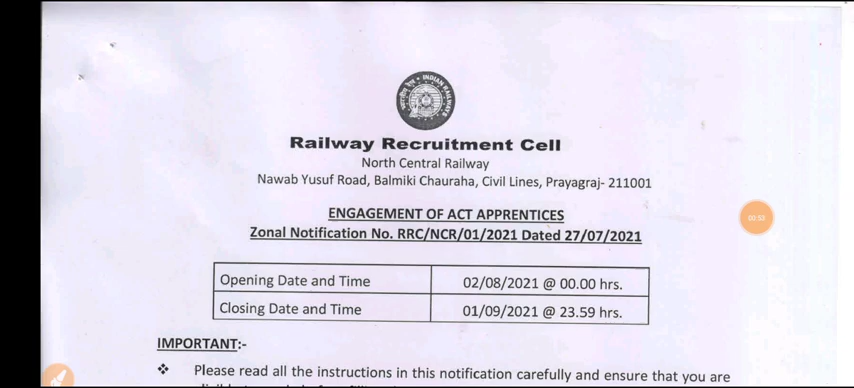 INDIAN RAILWAYS
Railway Recruitment Cell
North Central Railway
Nawab Yusuf Road, Balmiki Chauraha, Civil Lines, Prayagraj- 211001
ENGAGEMENT OF ACT APPRENTICES
Zonal Notification No. RRC/NCR/01/2021 Dated 27/07/2021
Opening Date and Time 02/08/2021 @ 00.00 hrs.
Closing Date and Time 01/09/2021 @ 23.59 hrs.
IMPORTANT:-
❖ Please read all the instructions in this notification carefully and ensure that you are